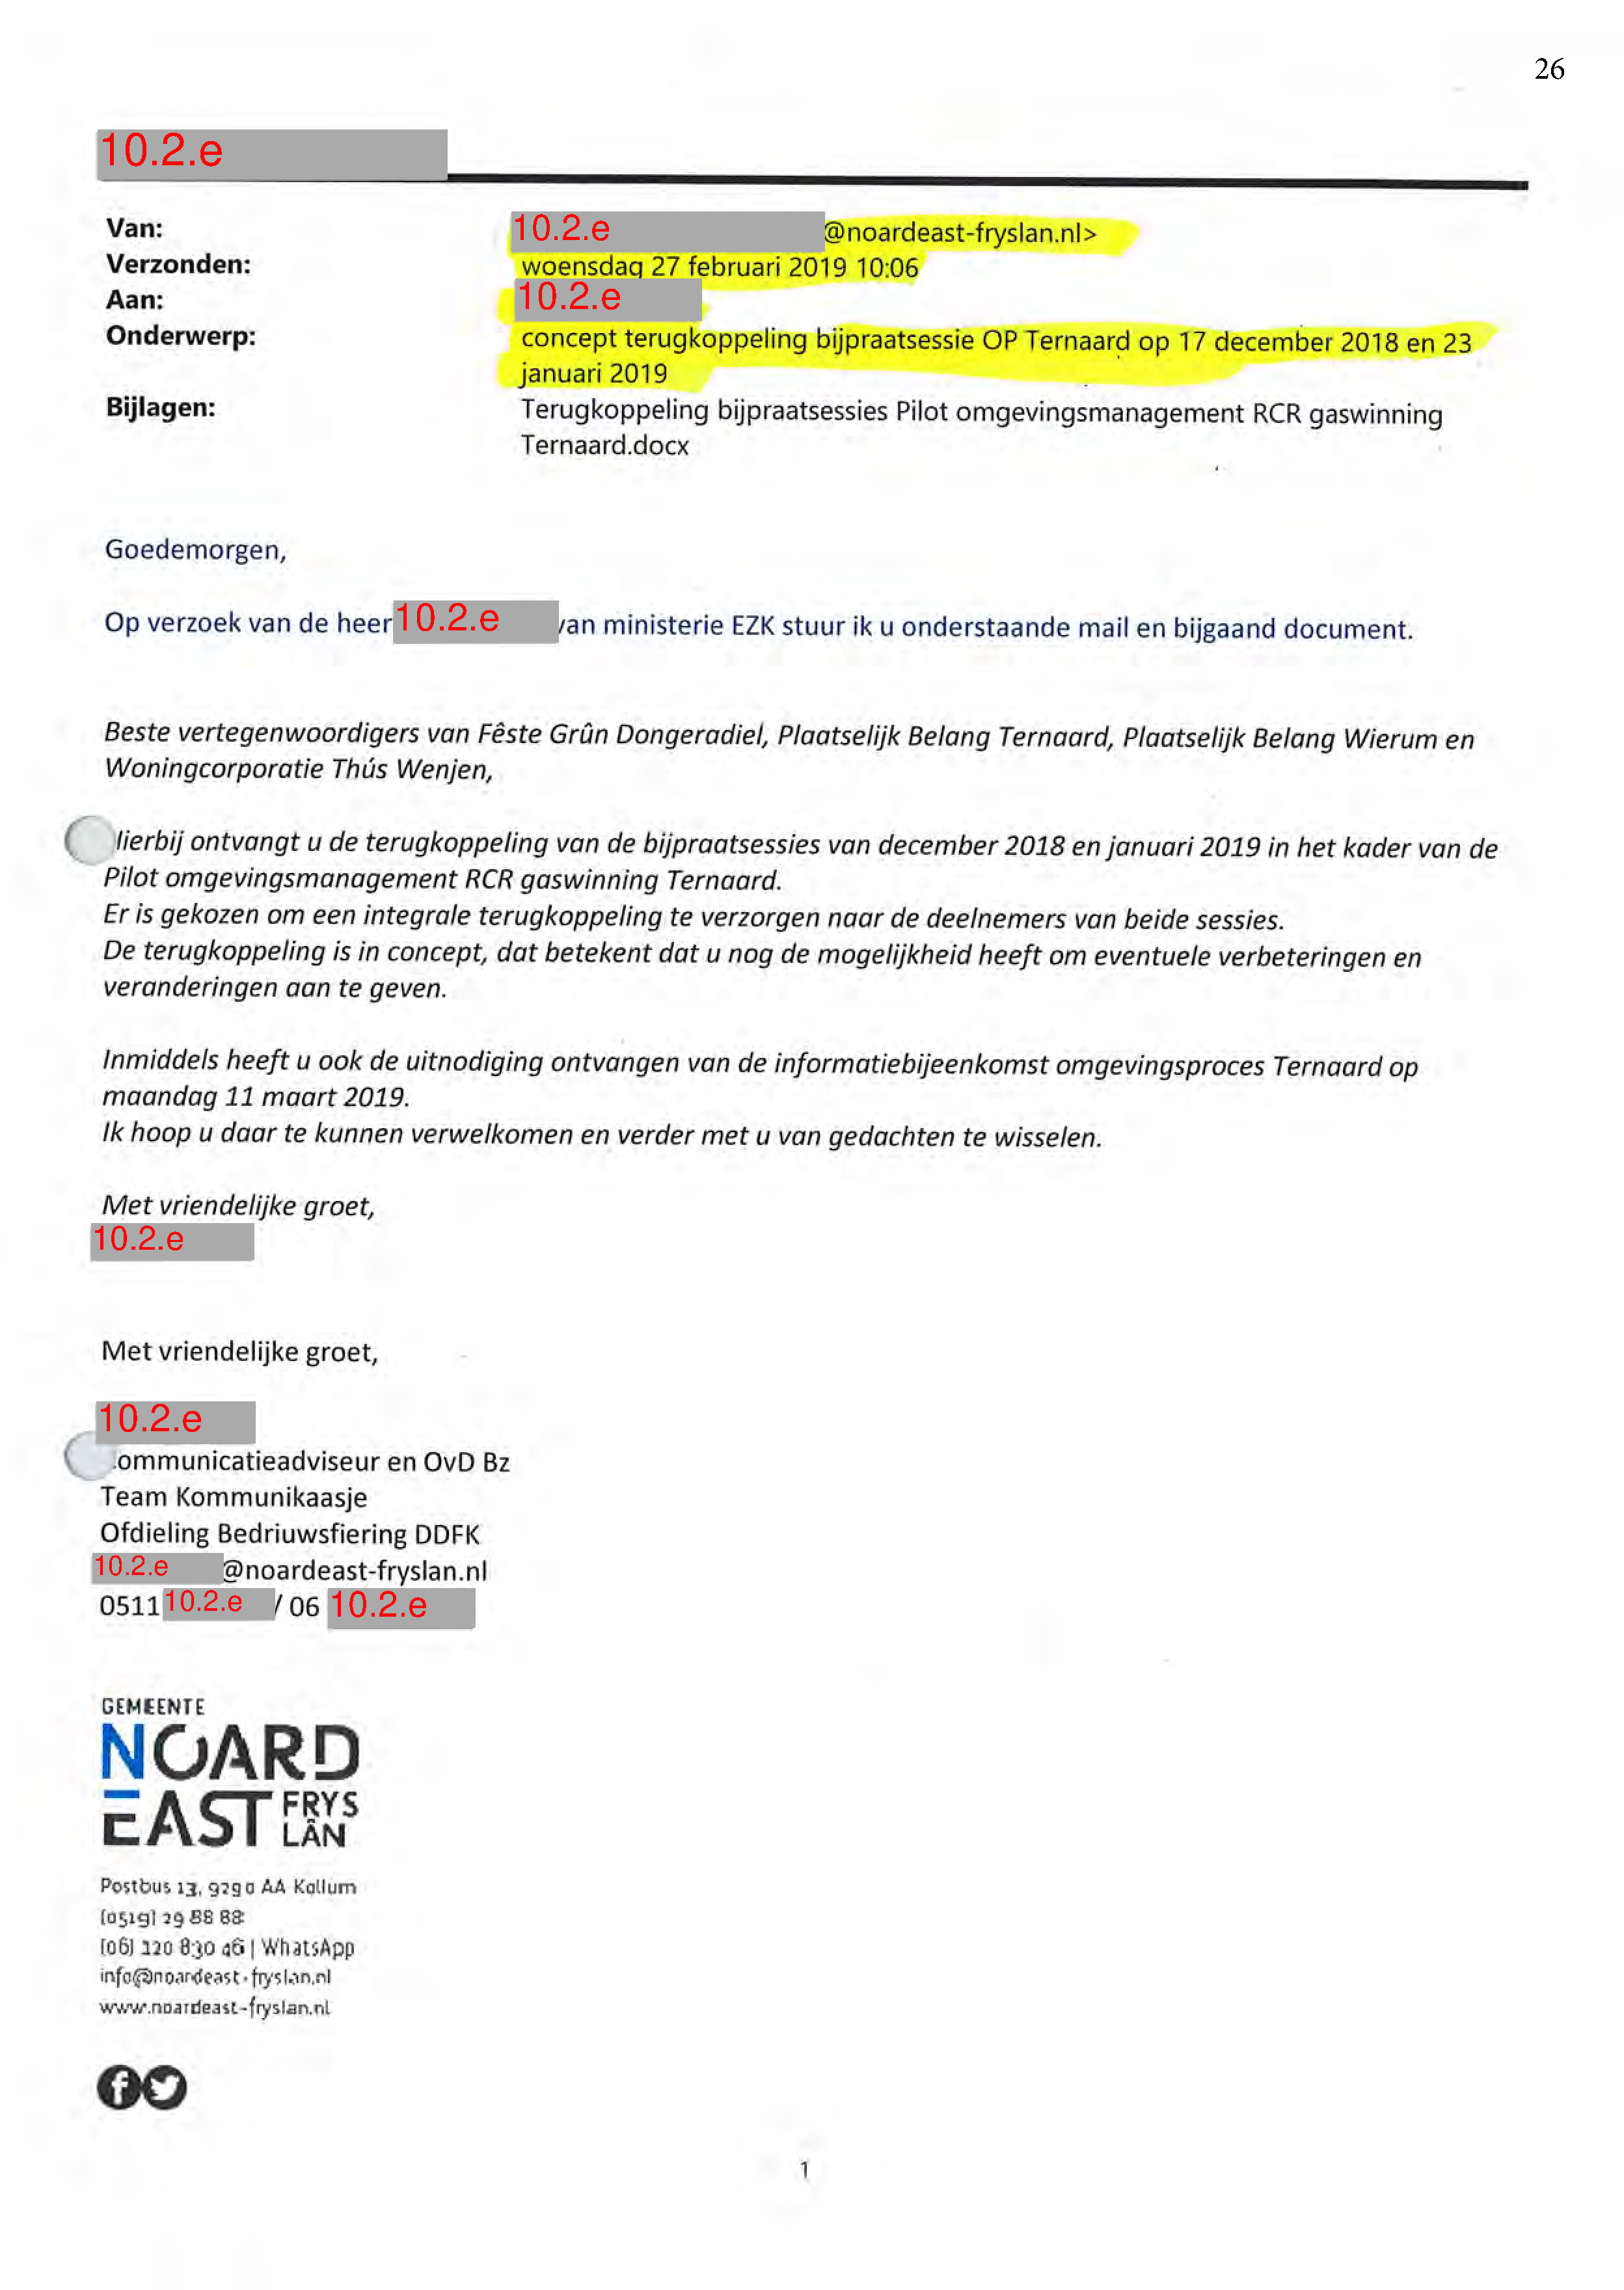 26
10.2.e
Van: 10.2.e @noardeast-fryslan.nl>
Verzonden: woensdag 27 februari 2019 10:06
Aan: 10.2.e
Onderwerp: concept terugkoppeling bijpraatsessie OP Ternaard op 17 december 2018 en 23
januari 2019
Bijlagen: Terugkoppeling bijpraatsessies Pilot omgevingsmanagement RCR gaswinning
Ternaard.docx
Goedemorgen,
Op verzoek van de heer 10.2.e van ministerie EZK stuur ik u onderstaande mail en bijgaand document.
Beste vertegenwoordigers van Fêste Grûn Dongeradiel, Plaatselijk Belang Ternaard, Plaatselijk Belang Wierum en
Woningcorporatie Thús Wenjen,
lierbij ontvangt u de terugkoppeling van de bijpraatsessies van december 2018 en januari 2019 in het kader van de
Pilot omgevingsmanagement RCR gaswinning Ternaard.
Er is gekozen om een integrale terugkoppeling te verzorgen naar de deelnemers van beide sessies.
De terugkoppeling is in concept, dat betekent dat u nog de mogelijkheid heeft om eventuele verbeteringen en
veranderingen aan te geven.
Inmiddels heeft u ook de uitnodiging ontvangen van de informatiebijeenkomst omgevingsproces Ternaard op
maandag 11 maart 2019.
Ik hoop u daar te kunnen verwelkomen en verder met u van gedachten te wisselen.
Met vriendelijke groet,
10.2.e
Met vriendelijke groet,
10.2.e
ommunicatieadviseur en OvD Bz
Team Kommunikaasje
Ofdieling Bedriuwsfiering DDFK
10.2.e @noardeast-fryslan.nl
0511 10.2.e / 06 10.2.e
GEMEENTE
NOARD
EAST FRYS
LÂN
Postbus 13, 9290 AA Kollum
(0519) 29 88 88
(06) 120 830 46 | WhatsApp
info@noardeast-fryslan.nl
www.noardeast-fryslan.nl
1